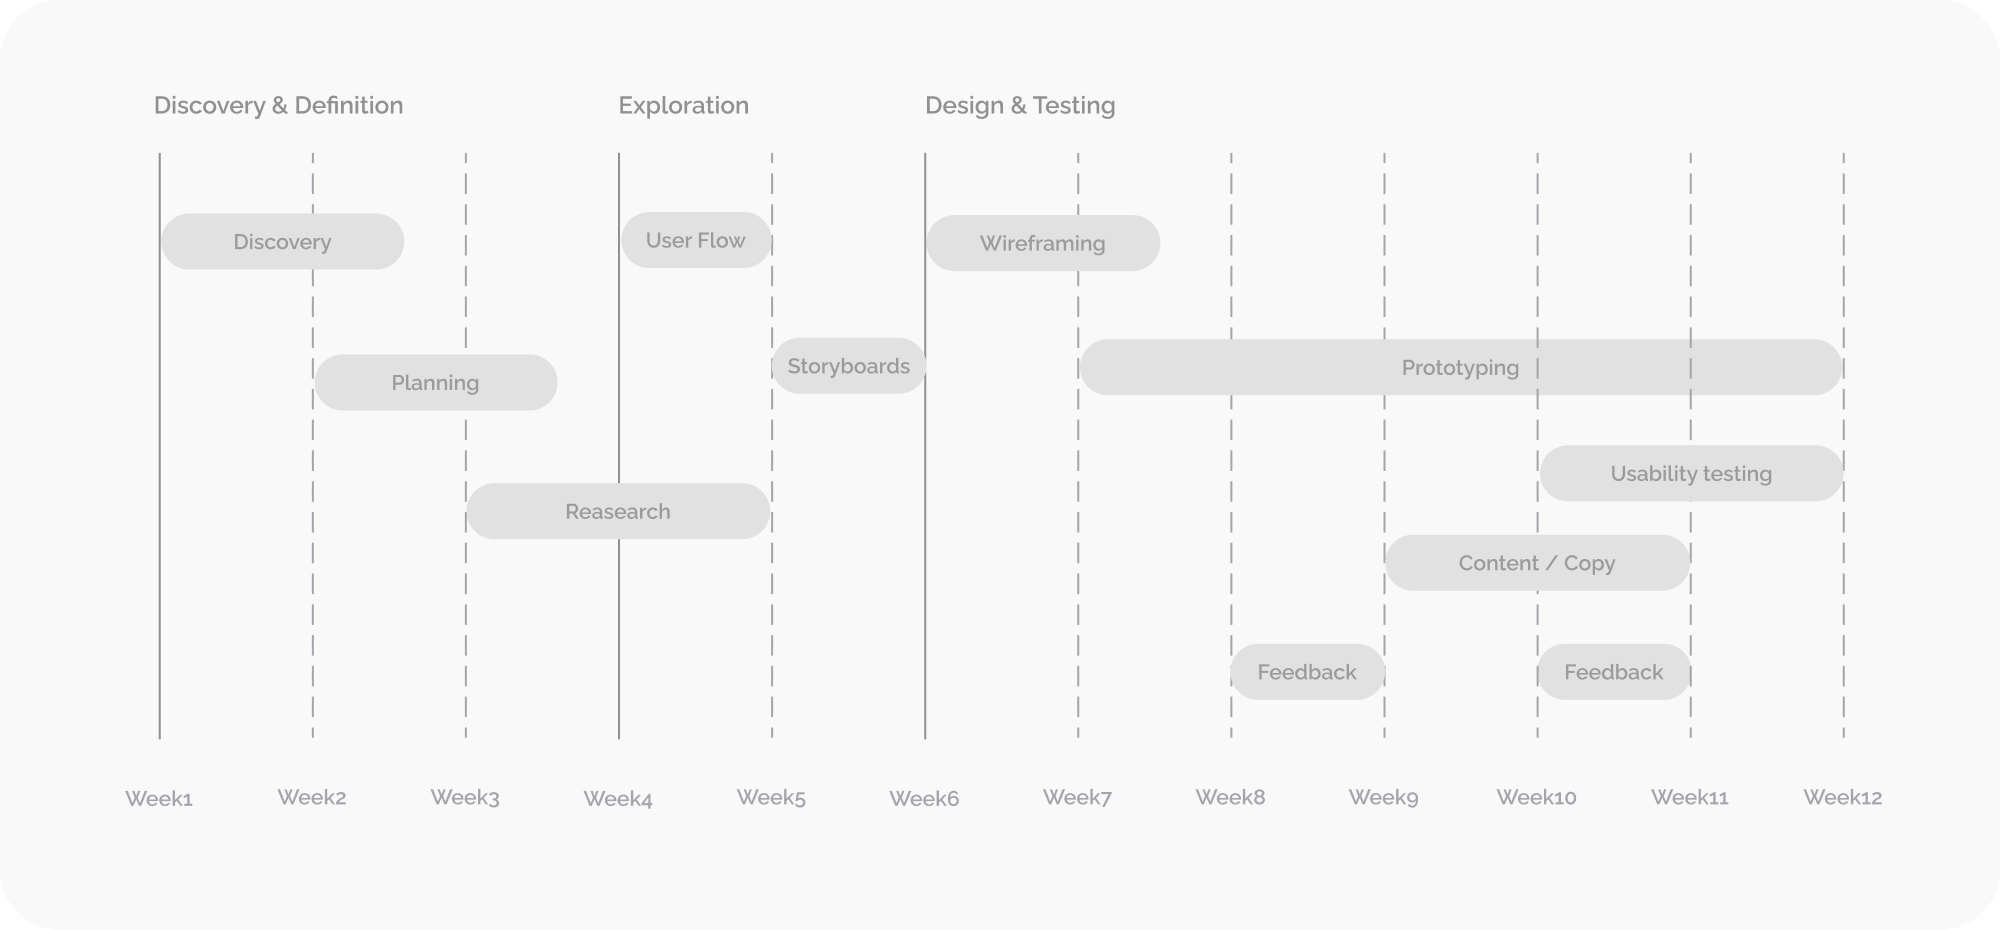 Discovery & Definition
Exploration
Design & Testing
Discovery
User Flow
Wireframing
Storyboards
Prototyping
Planning
Usability testing
Reasearch
Content / Copy
Feedback
Feedback
Week1
Week2
Week3
Week4
Week5
Week6
Week7
Week8
Week9
Week10
Week11
Week12